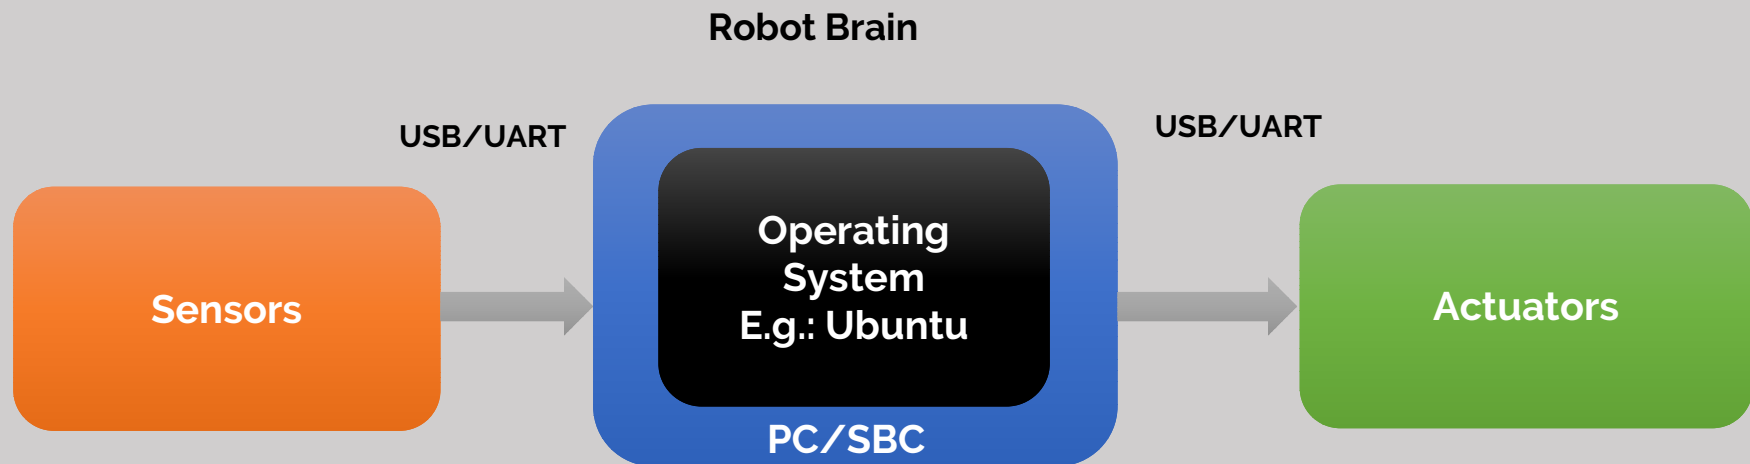 Robot Brain
USB/UART
USB/UART
Sensors
Operating
System
E.g.: Ubuntu
PC/SBC
Actuators